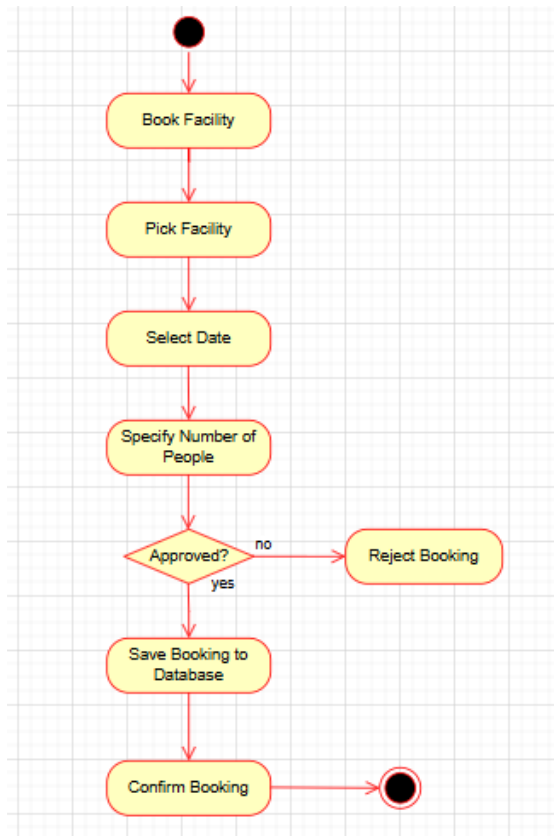 Book Facility
Pick Facility
Select Date
Specify Number of
People
Approved?
no
Reject Booking
yes
Save Booking to
Database
Confirm Booking